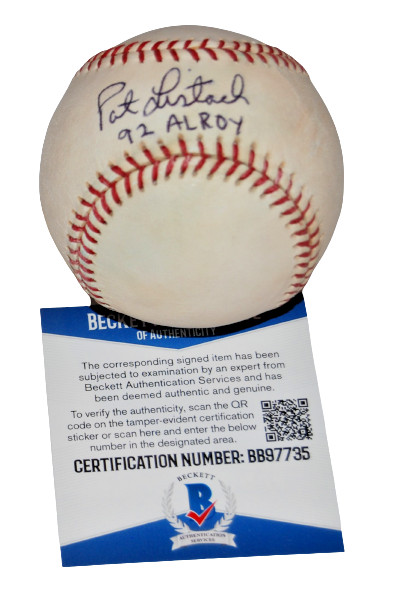 Pat Listach
92 ALROY
BECKETT
OF AUTHENTICITY
The corresponding signed item has been
subjected to examination by an expert from
Beckett Authentication Services and has
been deemed authentic and genuine.
To verify the authenticity, scan the QR
code on the tamper-evident certification
sticker or scan here and enter the below
number in the designated area.
CERTIFICATION NUMBER: BB97735
BECKETT
B
AUTHENTICATION
SERVICES